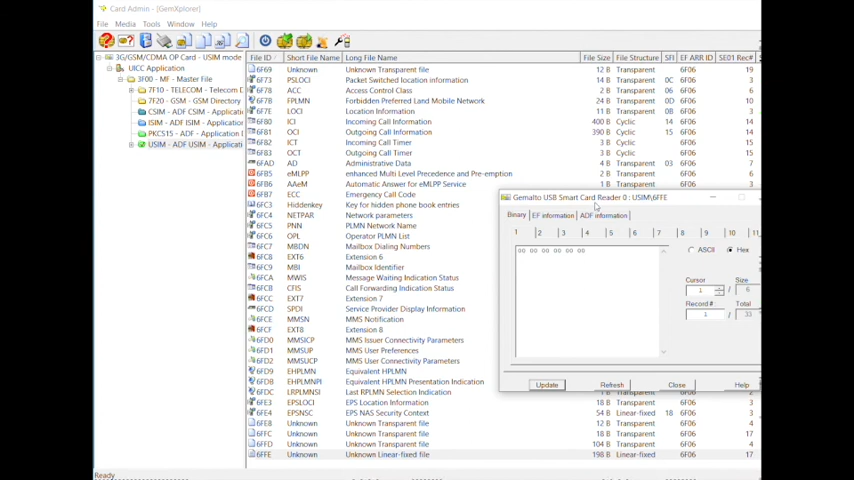 Card Admin - (GemXplorer)
File Media Tools Window Help
3G/GSM/CDMA OP Card - USIM mode
UICC Application
3F00 - MF - Master File
7F10 - TELECOM - Telecom D
7F20 - GSM - GSM Directory
CSIM - ADF CSIM - Applicati
ISIM - ADF ISIM - Applicatio
PKCS15 - ADF - Application D
USIM - ADF USIM - Applicati
File ID Short File Name Long File Name File Size File Structure SFI EF ARR ID SE01 Rec#
6F69 Unknown Unknown Transparent file 12 B Transparent 6F06 19
6F73 PSLOCI Packet Switched location information 14 B Transparent 0C 6F06 3
6F78 ACC Access Control Class 2 B Transparent 06 6F06 6
6F7B FPLMN Forbidden Preferred Land Mobile Network 24 B Transparent 0D 6F06 10
6F7E LOCI Location Information 11 B Transparent 0B 6F06 3
6F80 ICI Incoming Call Information 400 B Cyclic 14 6F06 14
6F81 OCI Outgoing Call Information 390 B Cyclic 15 6F06 14
6F82 ICT Incoming Call Timer 3 B Cyclic 6F06 15
6F83 OCT Outgoing Call Timer 3 B Cyclic 6F06 15
6FAD AD Administrative Data 4 B Transparent 03 6F06 7
6FB5 eMLPP enhanced Multi Level Precedence and Pre-emption
6FB6 AAeM Automatic Answer for eMLPP Service
6FB7 ECC Emergency Call Code
6FC3 Hiddenkey Key for hidden phone book entries
6FC4 NETPAR Network parameters
6FC5 PNN PLMN Network Name
6FC6 OPL Operator PLMN List
6FC7 MBDN Mailbox Dialing Numbers
6FC8 EXT6 Extension 6
6FC9 MBI Mailbox Identifier
6FCA MWIS Message Waiting Indication Status
6FCB CFIS Call Forwarding Indication Status
6FCC EXT7 Extension 7
6FCD SPDI Service Provider Display Information
6FCE MMSN MMS Notification
6FCF EXT8 Extension 8
6FD0 MMSICP MMS Issuer Connectivity Parameters
6FD1 MMSUP MMS User Preferences
6FD2 MMSUCP MMS User Connectivity Parameters
6FD9 EHPLMN Equivalent HPLMN
6FDB EHPLMNPI Equivalent HPLMN Presentation Indication
6FDC LRPLMNSI Last RPLMN Selection Indication
6FE3 EPSLOCI EPS Location Information 18 B Transparent 6F06 3
6FE4 EPSNSC EPS NAS Security Context 54 B Linear-fixed 18 6F06 3
6FE8 Unknown Unknown Transparent file 12 B Transparent 6F06 4
6FFC Unknown Unknown Transparent file 18 B Transparent 6F06 17
6FFD Unknown Unknown Transparent file 104 B Transparent 6F06 4
6FFE Unknown Unknown Linear-fixed file 198 B Linear-fixed 6F06 17
Gemalto USB Smart Card Reader 0 : USIM\6FFE
Binary EF information ADF information
1 2 3 4 5 6 7 8 9 10 11
00 00 00 00 00 00
ASCII Hex
Cursor Size
1 / 6
Record # Total
1 / 33
Update Refresh Close Help
Ready